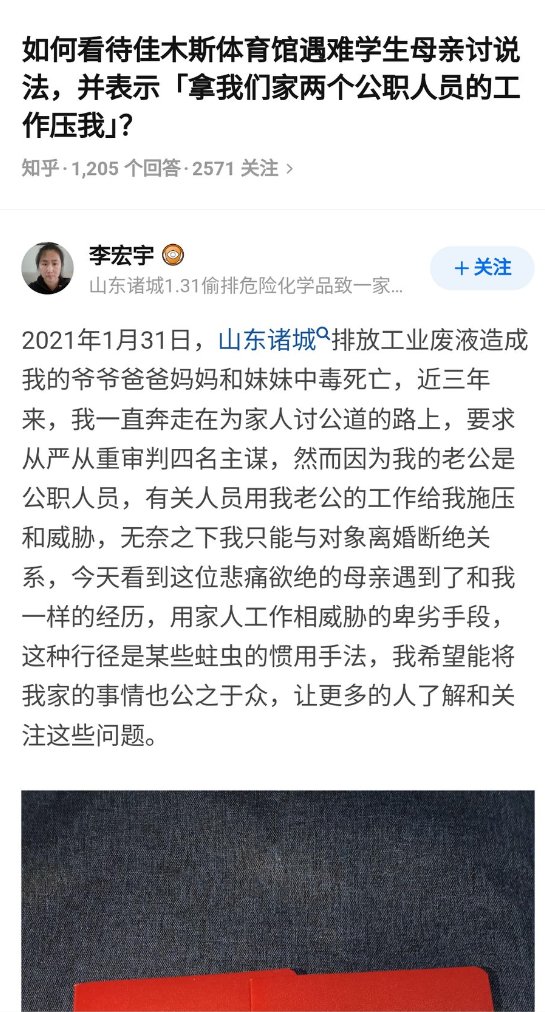 如何看待佳木斯体育馆遇难学生母亲讨说
法，并表示「拿我们家两个公职人员的工
作压我」？
知乎·1,205 个回答·2571 关注 >
李宏宇
＋关注
山东诸城1.31偷排危险化学品致一家...
2021年1月31日，山东诸城排放工业废液造成
我的爷爷爸爸妈妈和妹妹中毒死亡，近三年
来，我一直奔走在为家人讨公道的路上，要求
从严从重审判四名主谋，然而因为我的老公是
公职人员，有关人员用我老公的工作给我施压
和威胁，无奈之下我只能与对象离婚断绝关
系，今天看到这位悲痛欲绝的母亲遇到了和我
一样的经历，用家人工作相威胁的卑劣手段，
这种行径是某些蛀虫的惯用手法，我希望能将
我家的事情也公之于众，让更多的人了解和关
注这些问题。